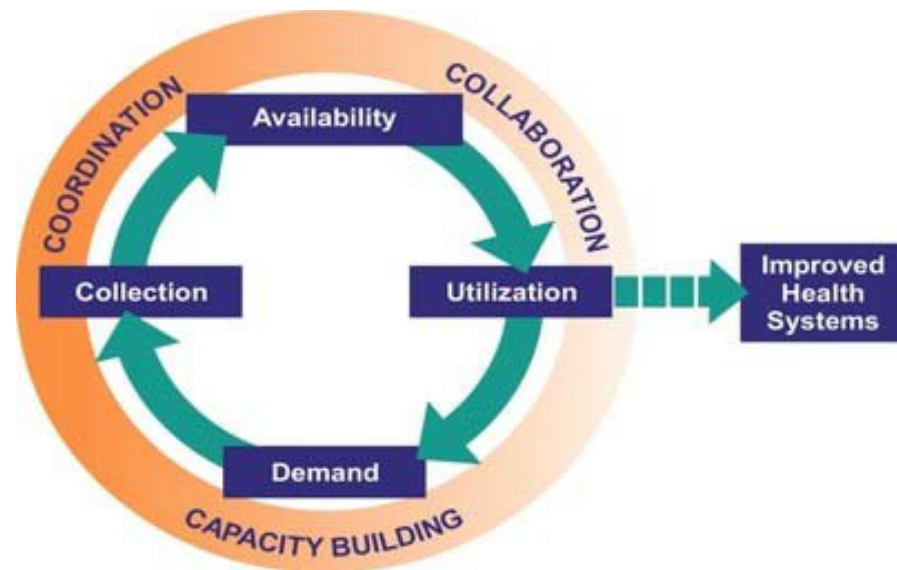 COORDINATION
COLLABORATION
Availability
Collection
Utilization
Improved
Health
Systems
Demand
CAPACITY BUILDING